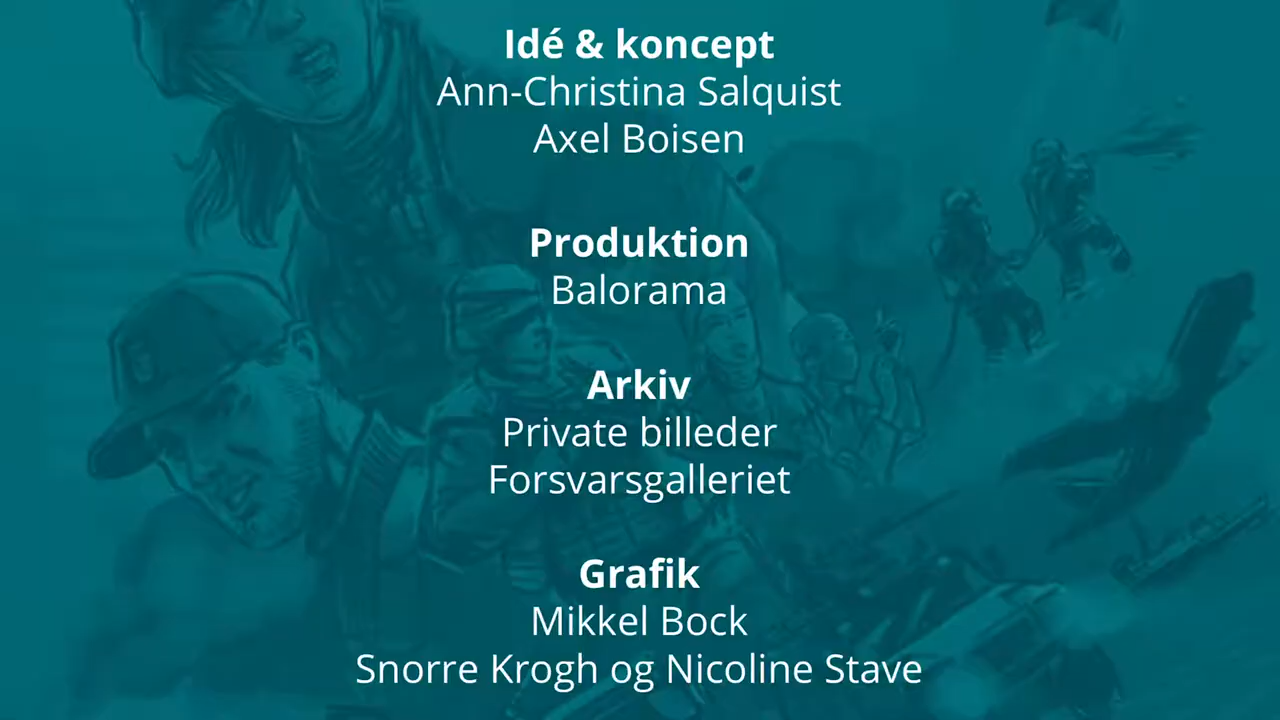 Idé & koncept
Ann-Christina Salquist
Axel Boisen
Produktion
Balorama
Arkiv
Private billeder
Forsvarsgalleriet
Grafik
Mikkel Bock
Snorre Krogh og Nicoline Stave